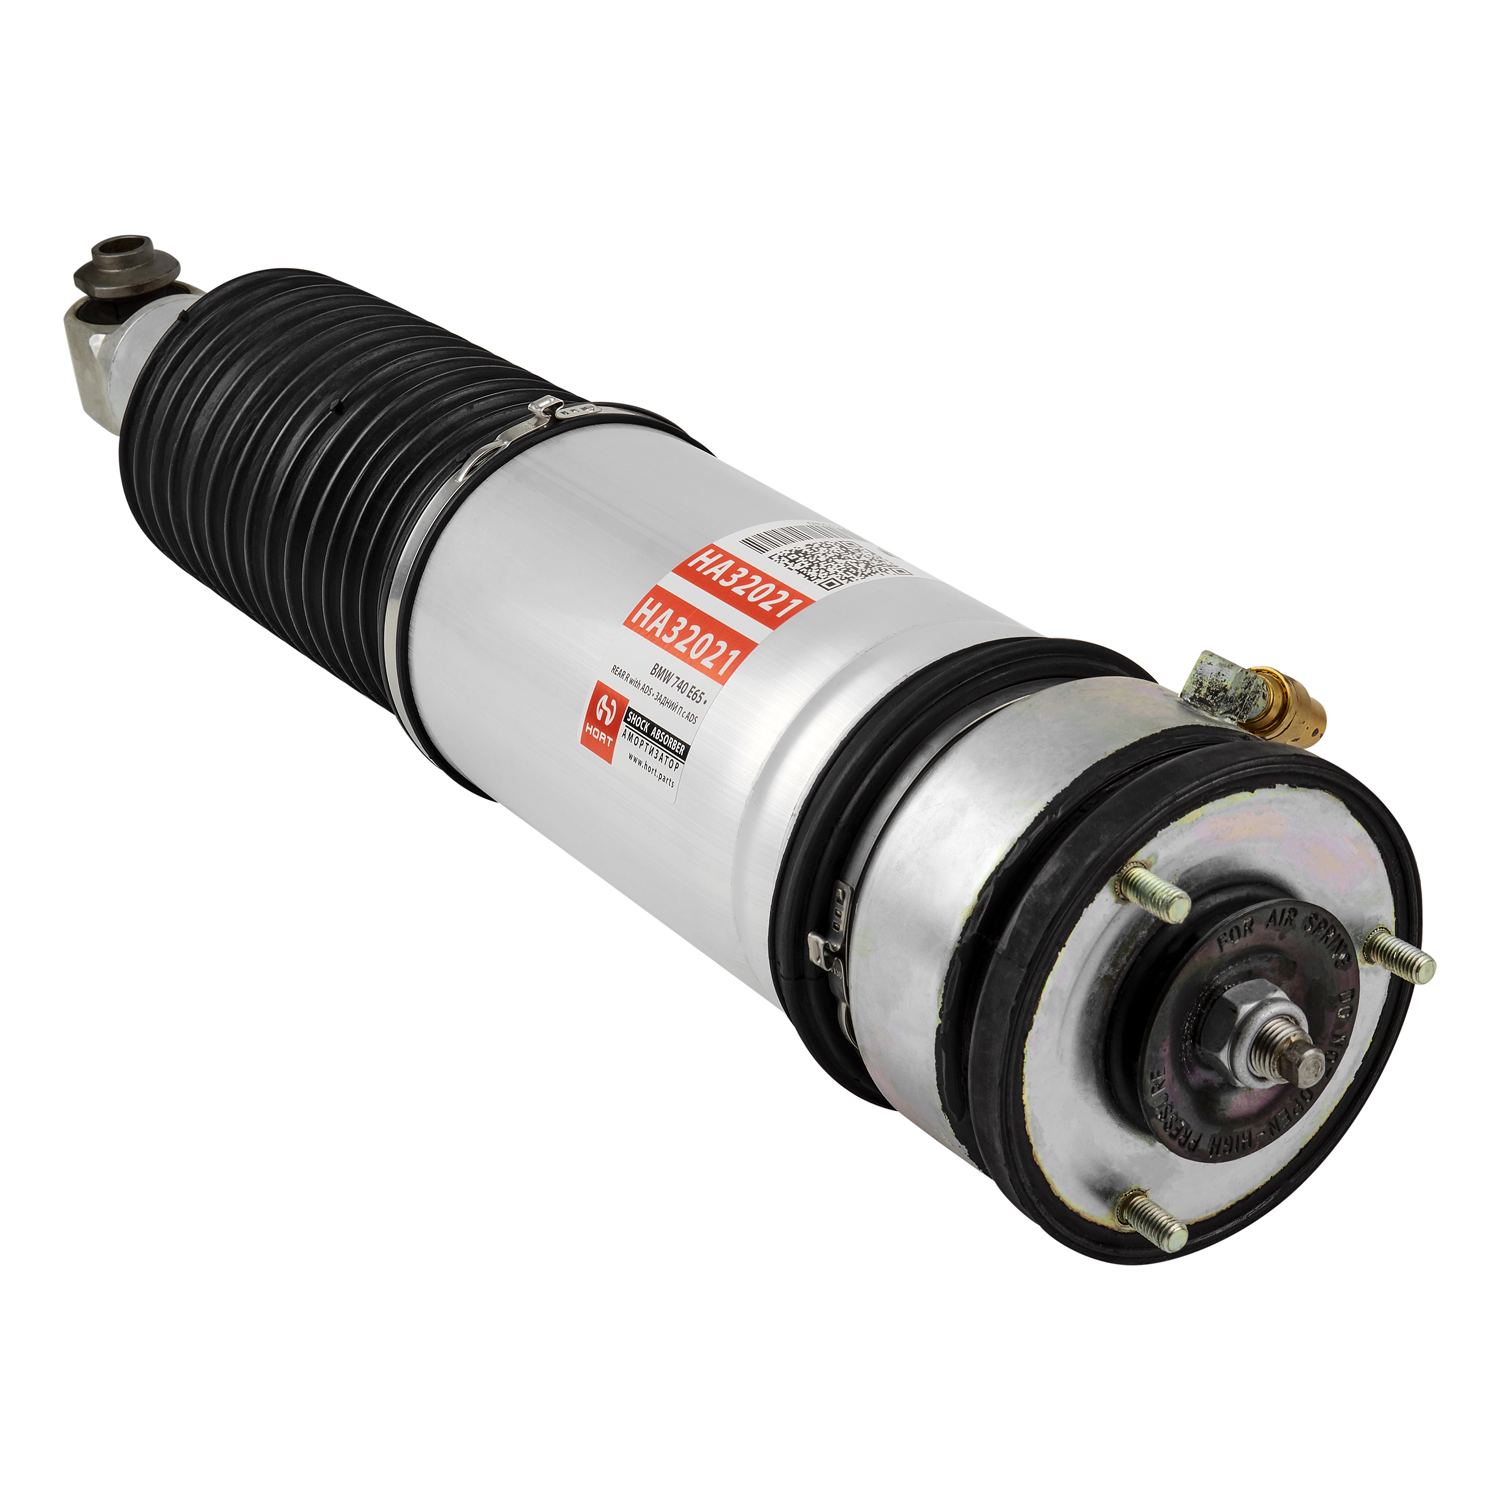 HA32021
HA32021
BMW 740 E65 •
REAR R with ADS • ЗАДНИЙ П с ADS
HORT
SHOCK ABSORBER
АМОРТИЗАТОР
www.hort.parts
FOR AIR SPRING DO NOT OPEN-HIGH PRESSURE